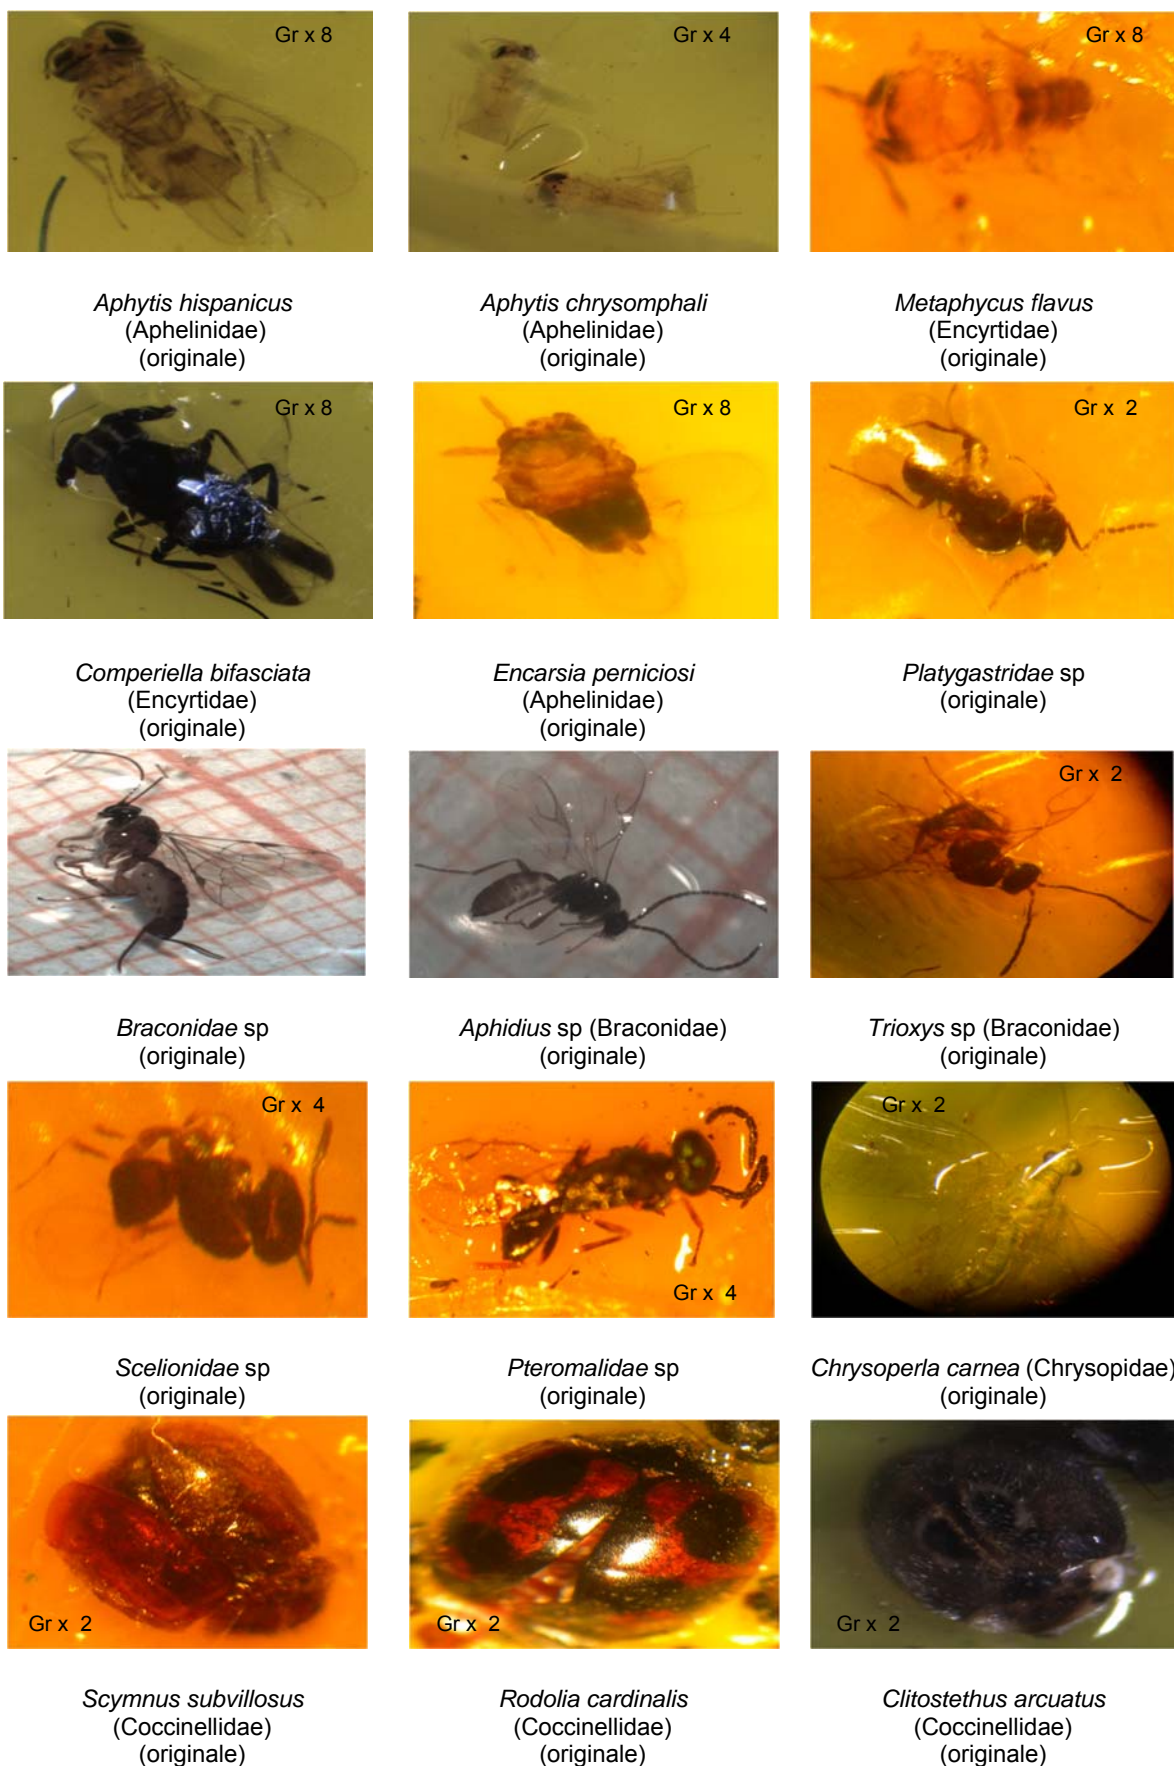 Gr x 8
Gr x 4
Gr x 8
Aphytis hispanicus
(Aphelinidae)
(originale)
Aphytis chrysomphali
(Aphelinidae)
(originale)
Metaphycus flavus
(Encyrtidae)
(originale)
Gr x 8
Gr x 8
Gr x 2
Comperiella bifasciata
(Encyrtidae)
(originale)
Encarsia perniciosi
(Aphelinidae)
(originale)
Platygastridae sp
(originale)
Gr x 2
Braconidae sp
(originale)
Aphidius sp (Braconidae)
(originale)
Trioxys sp (Braconidae)
(originale)
Gr x 4
Gr x 4
Gr x 2
Scelionidae sp
(originale)
Pteromalidae sp
(originale)
Chrysoperla carnea (Chrysopidae)
(originale)
Gr x 2
Gr x 2
Gr x 2
Scymnus subvillosus
(Coccinellidae)
(originale)
Rodolia cardinalis
(Coccinellidae)
(originale)
Clitostethus arcuatus
(Coccinellidae)
(originale)